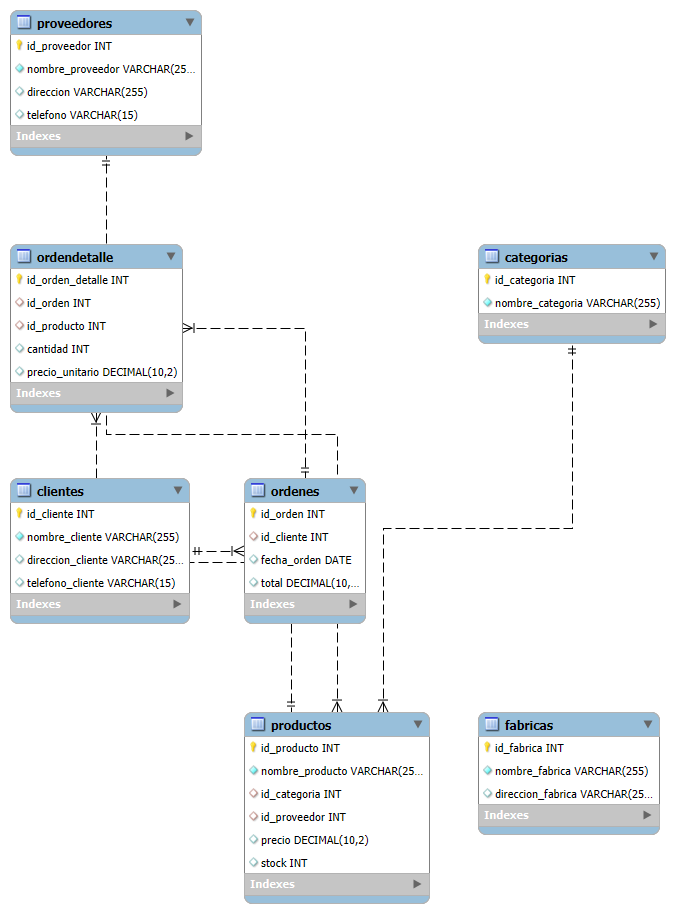 proveedores
id_proveedor INT
nombre_proveedor VARCHAR(25...
direccion VARCHAR(255)
telefono VARCHAR(15)
Indexes
ordendetalle
id_orden_detalle INT
id_orden INT
id_producto INT
cantidad INT
precio_unitario DECIMAL(10,2)
Indexes
categorias
id_categoria INT
nombre_categoria VARCHAR(255)
Indexes
clientes
id_cliente INT
nombre_cliente VARCHAR(255)
direccion_cliente VARCHAR(25...
telefono_cliente VARCHAR(15)
Indexes
ordenes
id_orden INT
id_cliente INT
fecha_orden DATE
total DECIMAL(10,...
Indexes
productos
id_producto INT
nombre_producto VARCHAR(25...
id_categoria INT
id_proveedor INT
precio DECIMAL(10,2)
stock INT
Indexes
fabricas
id_fabrica INT
nombre_fabrica VARCHAR(255)
direccion_fabrica VARCHAR(25...
Indexes